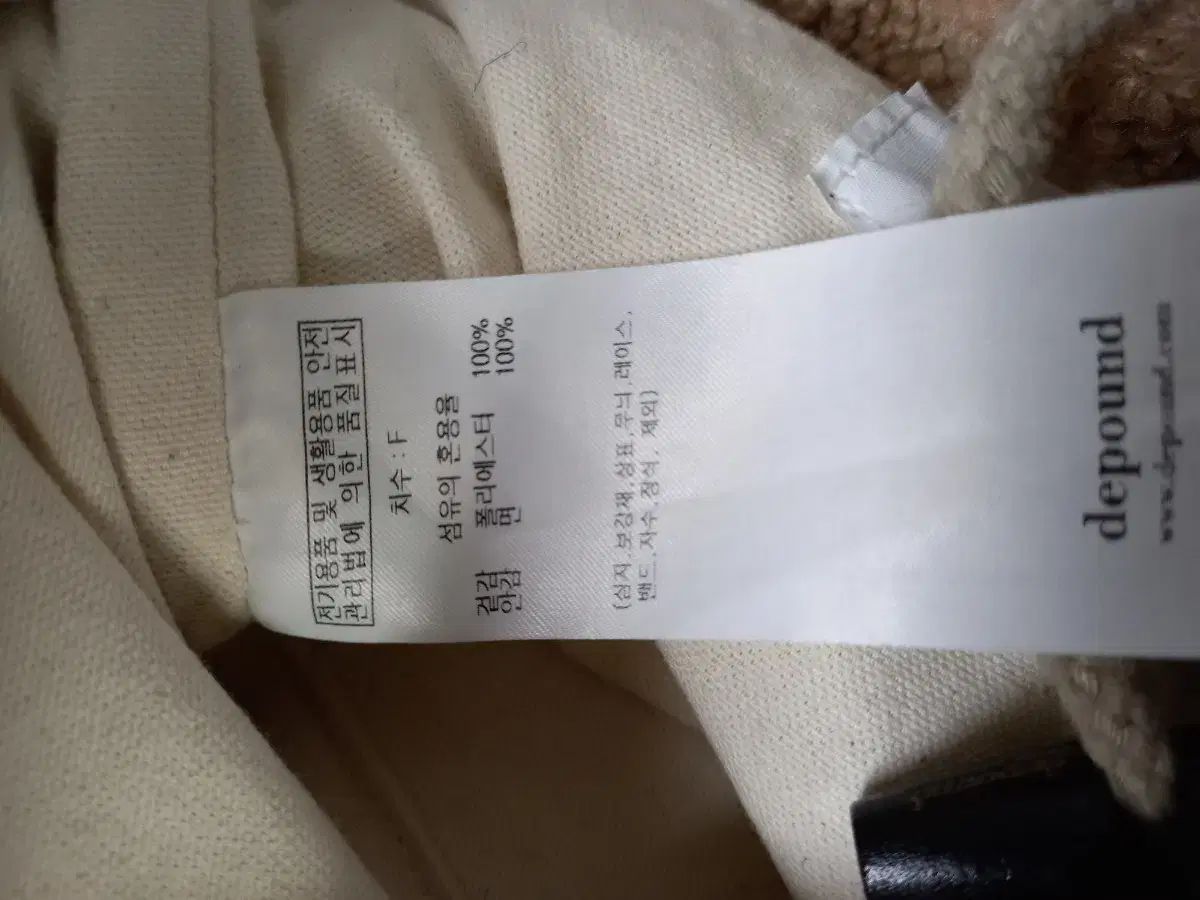 전기용품 및 생활용품 안전
관리법에 의한 품질표시
치수 : F
섬유의 혼용율
겉감 폴리에스터 100%
안감 면 100%
(심지,보강재,상표,무늬,레이스,
밴드,자수,장식, 제외)
depound
www.depound.com